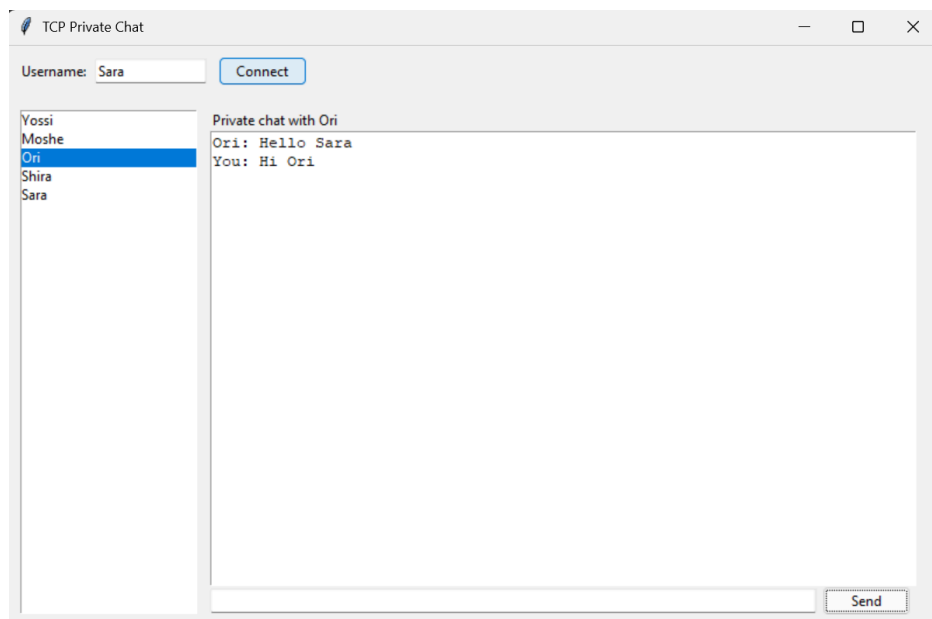 TCP Private Chat
Username: Sara Connect
Yossi
Moshe
Ori
Shira
Sara
Private chat with Ori
Ori: Hello Sara
You: Hi Ori
Send